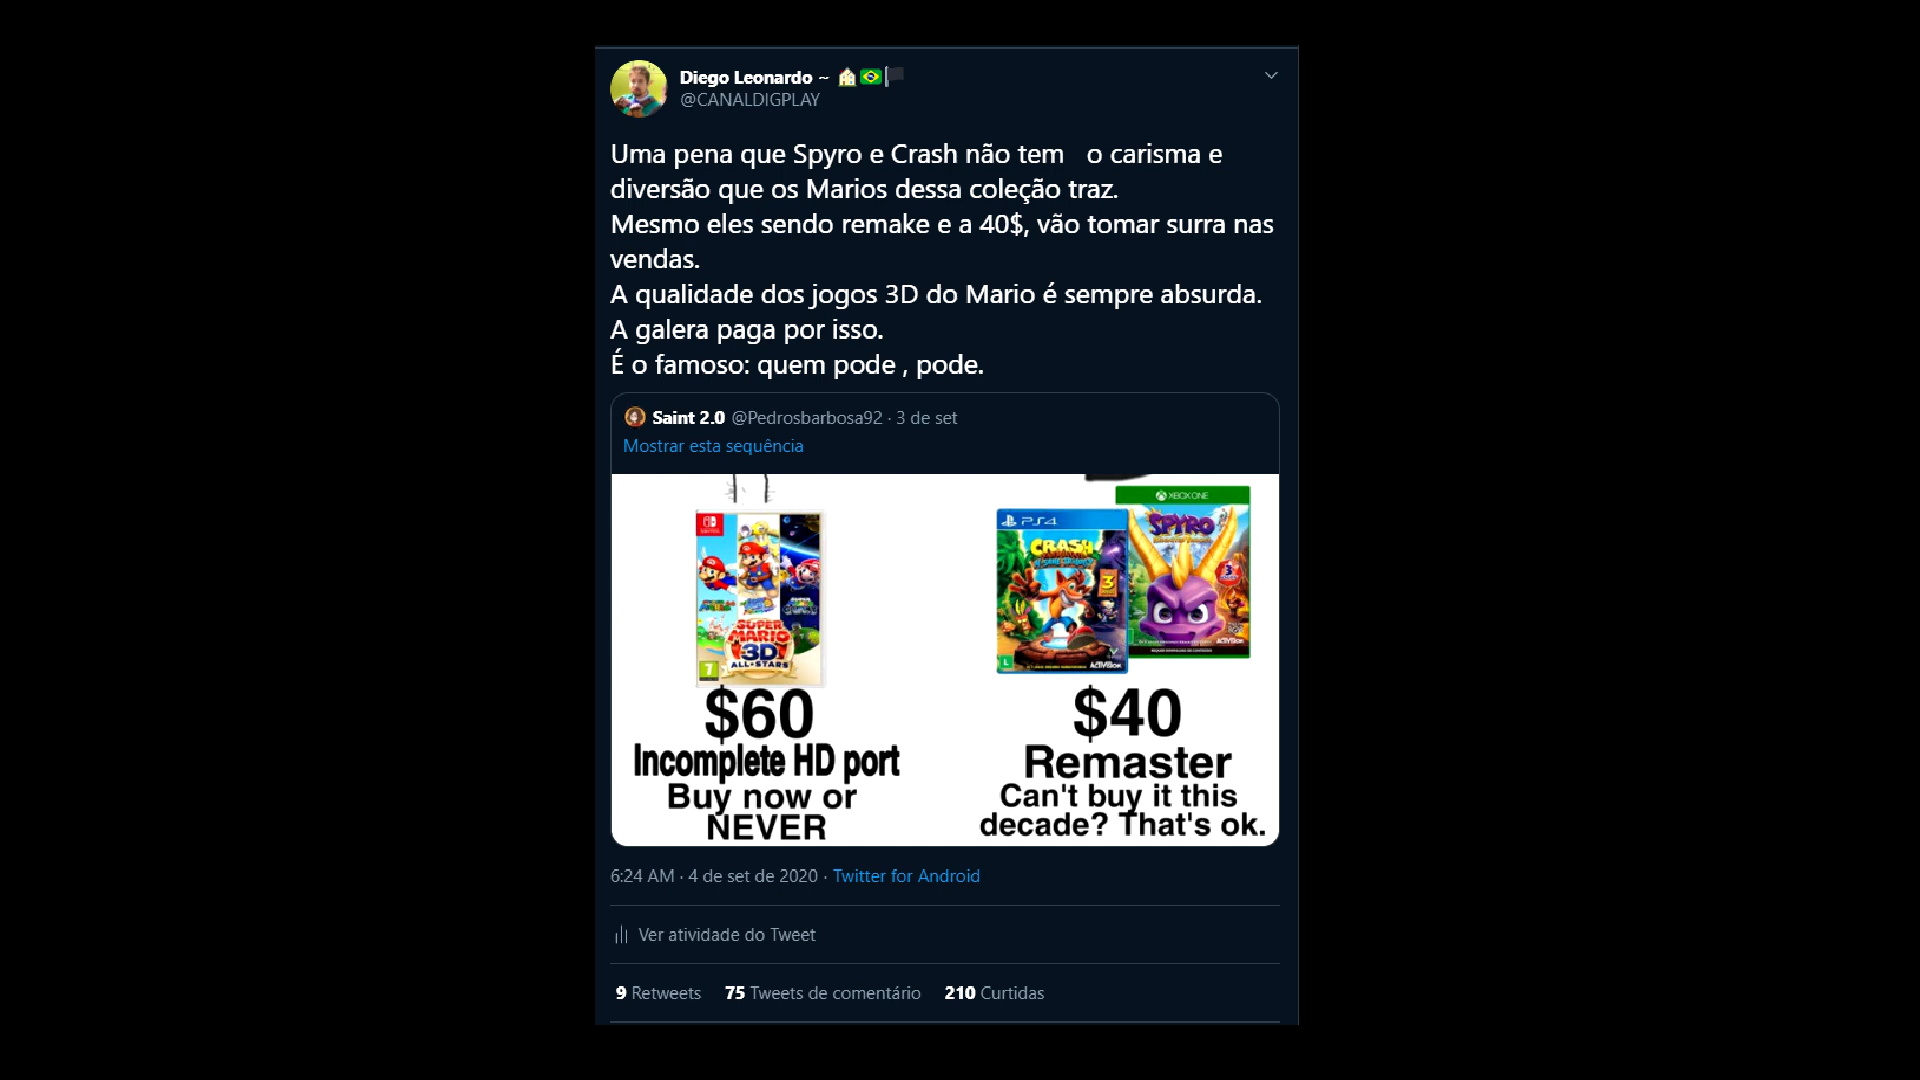 Diego Leonardo ~
@CANALDIGPLAY
Uma pena que Spyro e Crash não tem o carisma e
diversão que os Marios dessa coleção traz.
Mesmo eles sendo remake e a 40$, vão tomar surra nas
vendas.
A qualidade dos jogos 3D do Mario é sempre absurda.
A galera paga por isso.
É o famoso: quem pode , pode.
Saint 2.0 @Pedrosbarbosa92 · 3 de set
Mostrar esta sequência
XBOX ONE
PS4
SPYRO
CRASH
3
3
SUPER
MARIO
3D
ALL-STARS
7
L
ACTIVISION
ACTIVISION
$60
Incomplete HD port
Buy now or
NEVER
$40
Remaster
Can't buy it this
decade? That's ok.
6:24 AM · 4 de set de 2020 · Twitter for Android
Ver atividade do Tweet
9 Retweets 75 Tweets de comentário 210 Curtidas